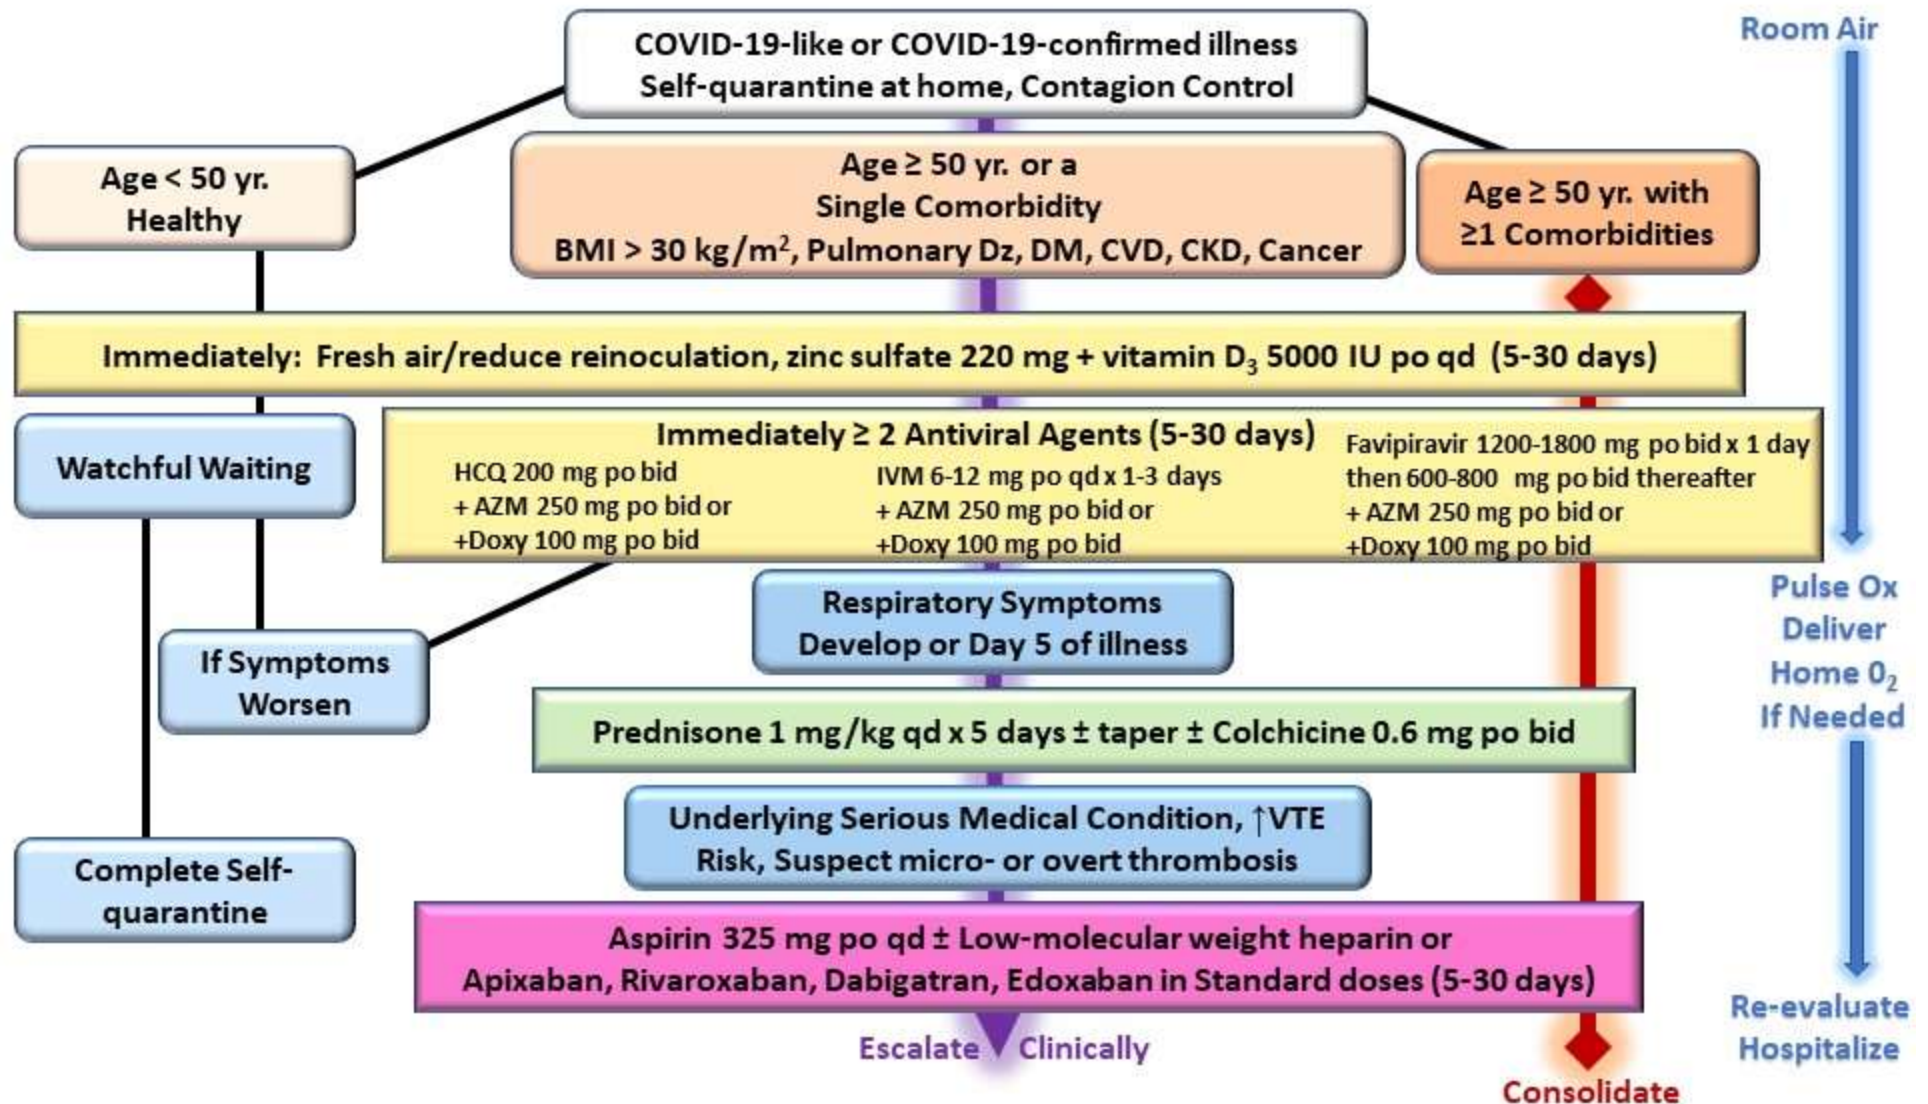 COVID-19-like or COVID-19-confirmed illness
Self-quarantine at home, Contagion Control
Room Air
Age < 50 yr.
Healthy
Age ≥ 50 yr. or a
Single Comorbidity
BMI > 30 kg/m², Pulmonary Dz, DM, CVD, CKD, Cancer
Age ≥ 50 yr. with
≥1 Comorbidities
Immediately: Fresh air/reduce reinoculation, zinc sulfate 220 mg + vitamin D₃ 5000 IU po qd (5-30 days)
Watchful Waiting
Immediately ≥ 2 Antiviral Agents (5-30 days)
HCQ 200 mg po bid
+ AZM 250 mg po bid or
+Doxy 100 mg po bid
IVM 6-12 mg po qd x 1-3 days
+ AZM 250 mg po bid or
+Doxy 100 mg po bid
Favipiravir 1200-1800 mg po bid x 1 day
then 600-800 mg po bid thereafter
+ AZM 250 mg po bid or
+Doxy 100 mg po bid
Respiratory Symptoms
Develop or Day 5 of illness
Pulse Ox
Deliver
Home 0₂
If Needed
If Symptoms
Worsen
Prednisone 1 mg/kg qd x 5 days ± taper ± Colchicine 0.6 mg po bid
Underlying Serious Medical Condition, ↑VTE
Risk, Suspect micro- or overt thrombosis
Complete Self-
quarantine
Aspirin 325 mg po qd ± Low-molecular weight heparin or
Apixaban, Rivaroxaban, Dabigatran, Edoxaban in Standard doses (5-30 days)
Re-evaluate
Hospitalize
Escalate Clinically
Consolidate